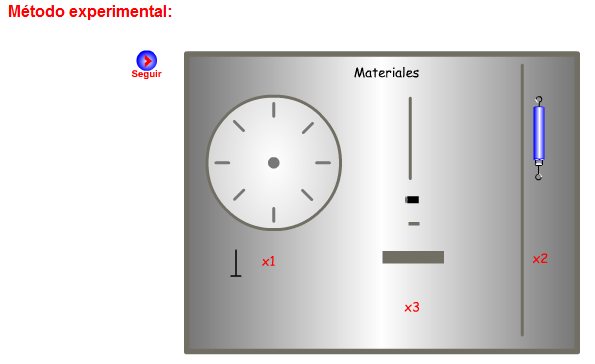 Método experimental:
Seguir
Materiales
x1
x2
x3